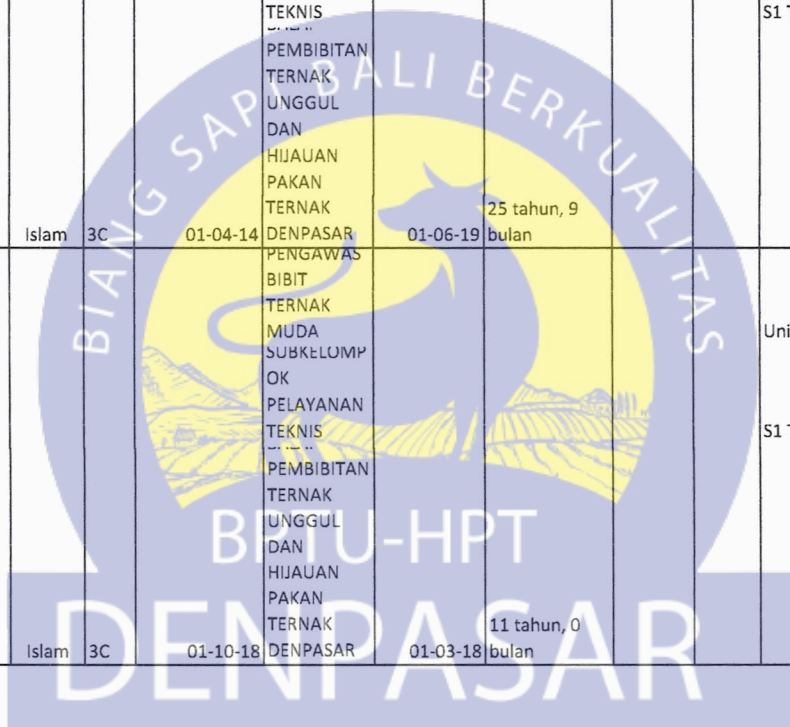 TEKNIS S1
PEMBIBITAN
TERNAK
UNGGUL
DAN
HIJAUAN
PAKAN
TERNAK 25 tahun, 9
Islam 3C 01-04-14 DENPASAR 01-06-19 bulan
PENGAWAS
BIBIT
TERNAK
MUDA Uni
SUBKELOMP
OK
PELAYANAN
TEKNIS S1
PEMBIBITAN
TERNAK
UNGGUL
DAN
HIJAUAN
PAKAN
TERNAK 11 tahun, 0
Islam 3C 01-10-18 DENPASAR 01-03-18 bulan
BIANG SAPI BALI BERKUALITAS
BPTU-HPT
DENPASAR